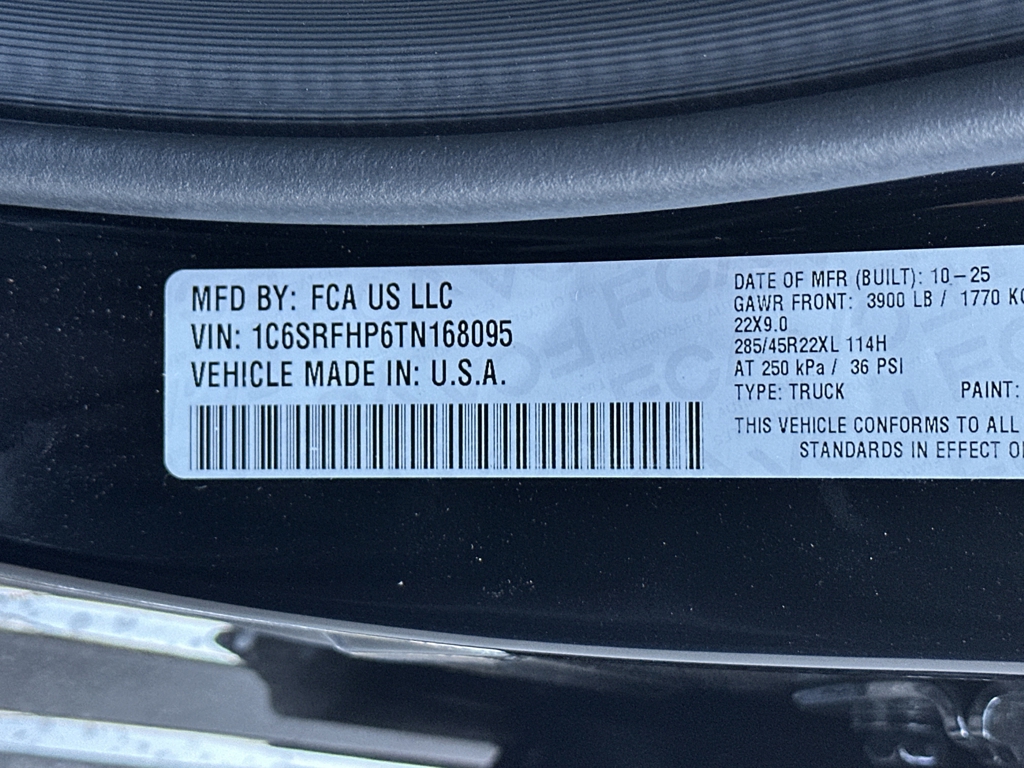 MFD BY: FCA US LLC
VIN: 1C6SRFHP6TN168095
VEHICLE MADE IN: U.S.A.
DATE OF MFR (BUILT): 10-25
GAWR FRONT: 3900 LB / 1770 KG
22X9.0
285/45R22XL 114H
AT 250 kPa / 36 PSI
TYPE: TRUCK PAINT:
THIS VEHICLE CONFORMS TO ALL
STANDARDS IN EFFECT